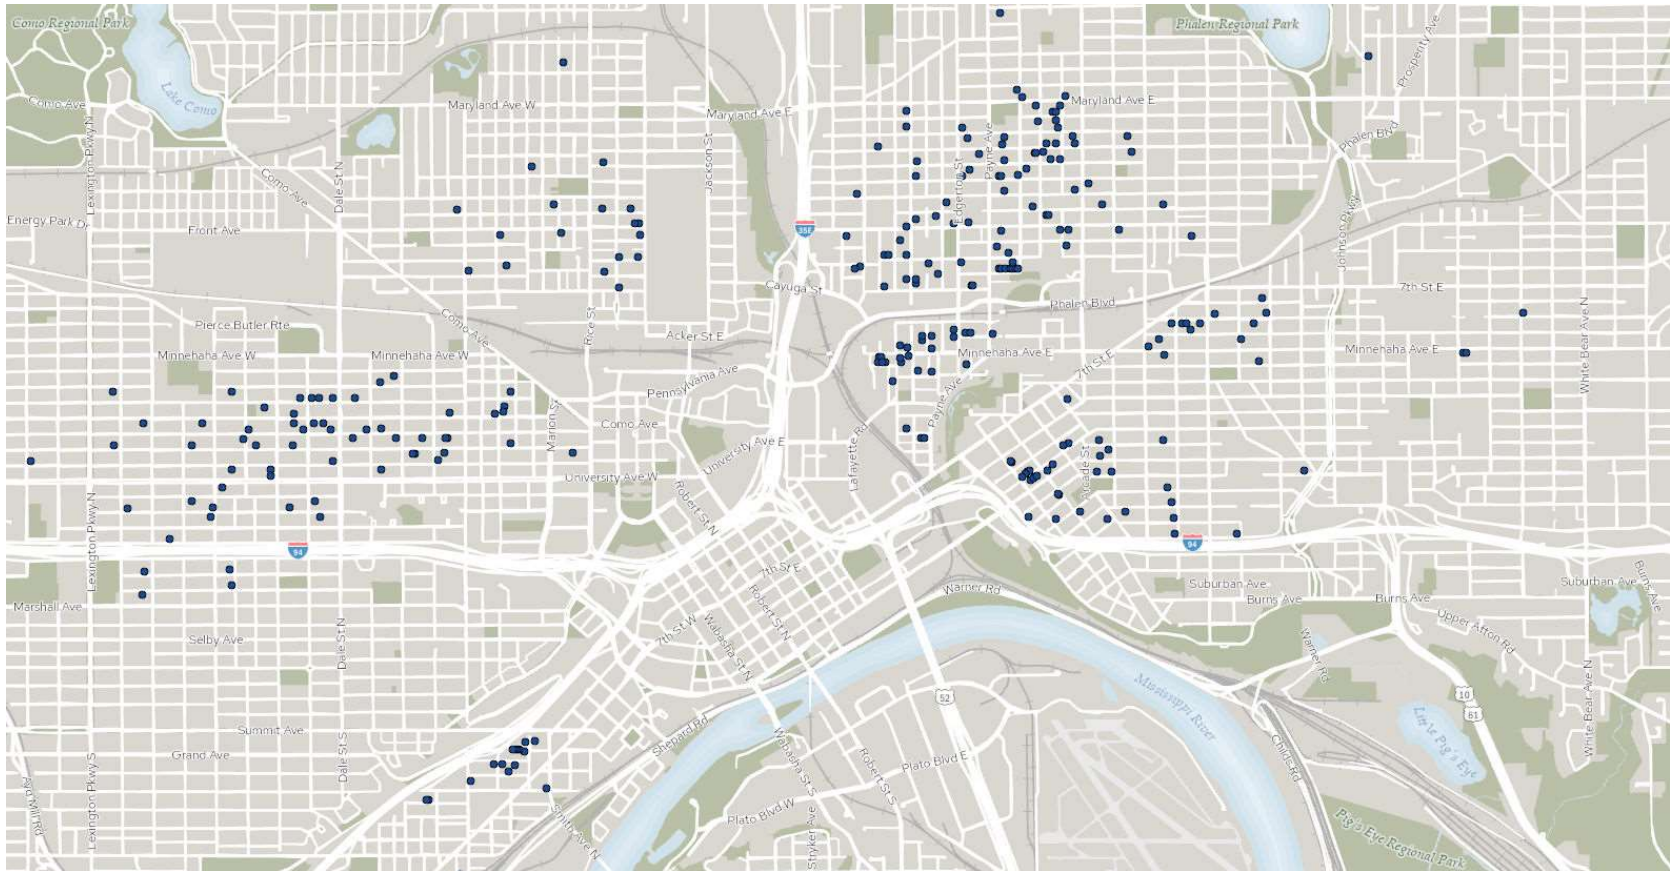 Como Regional Park
Phalen Regional Park
Prosperity Ave
Lake Como
Como Ave
Maryland Ave W
Maryland Ave E
Maryland Ave E
Lexington Pkwy N
Dale St N
Jackson St
Payne Ave
Phalen Blvd
Como Ave
Edgerton St
Energy Park Dr
Front Ave
35E
Johnson Pkwy
Cayuga St
7th St E
Phalen Blvd
Pierce Butler Rte
Como Ave
Rice St
Acker St E
Minnehaha Ave W
Minnehaha Ave W
Minnehaha Ave E
Minnehaha Ave E
White Bear Ave N
7th St E
Pennsylvania Ave
Payne Ave
Marion St
Como Ave
University Ave E
Lafayette Rd
Arcade St
University Ave W
Robert St N
Lexington Pkwy N
94
94
7th St E
Suburban Ave
Suburban Ave
Burns Ave
Burns Ave
Burns Ave
Warner Rd
Marshall Ave
Robert St N
Upper Afton Rd
Selby Ave
Dale St N
7th St W
Wabasha St N
Warner Rd
Mississippi River
52
10
61
White Bear Ave N
Summit Ave
Grand Ave
Dale St S
Shepard Rd
Wabasha St S
Robert St S
Plato Blvd E
Childs Rd
Little Pig's Eye
Lexington Pkwy S
Ayd Mill Rd
Smith Ave N
Plato Blvd W
Stryker Ave
Pig's Eye Regional Park